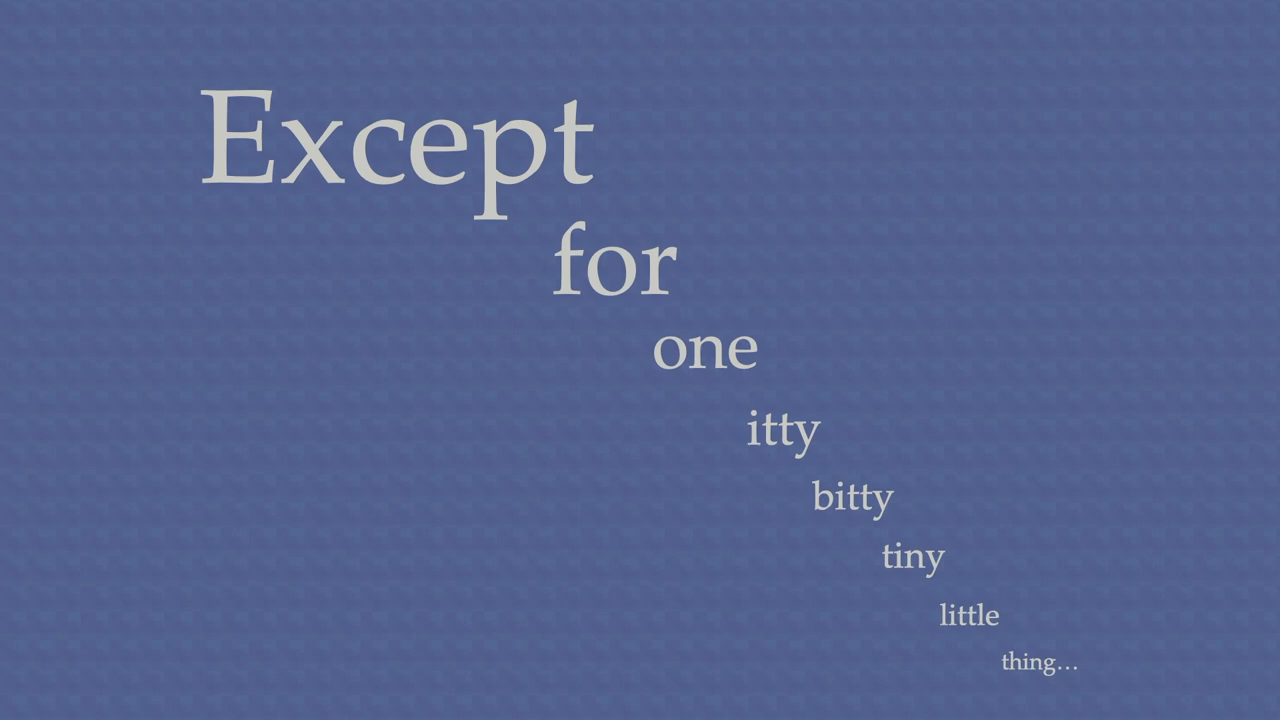 Except
for
one
itty
bitty
tiny
little
thing…